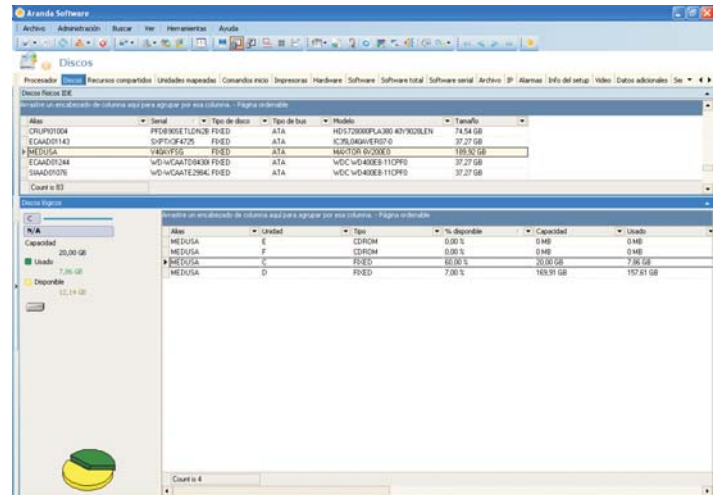 Aranda Software
Archivo Administración Buscar Ver Herramientas Ayuda
Discos
Procesador Discos Recursos compartidos Unidades mapeadas Comandos inicio Impresoras Hardware Software Software total Software serial Archivo IP Alarmas Info del setup Video Datos adicionales
Discos físicos IDE
Arrastre un encabezado de columna aquí para agrupar por esa columna. - Página ordenable
Alias Serial Tipo de disco Tipo de bus Modelo Tamaño
CRUPI01004 FIXED ATA 74,54 GB
ECAAD01143 FIXED ATA 37,27 GB
MEDUSA V40AYFSG FIXED ATA MAXTOR 6V200E0 189,92 GB
ECAAD01244 FIXED ATA WDC WD400EB-11CPF0 37,27 GB
SIAAD01076 FIXED ATA WDC WD400EB-11CPF0 37,27 GB
Count is 83
Discos lógicos
C
N/A
Capacidad
20,00 GB
Usado
7,86 GB
Disponible
12,14 GB
Arrastre un encabezado de columna aquí para agrupar por esa columna. - Página ordenable
Alias Unidad Tipo % disponible Capacidad Usado
MEDUSA E CDROM 0,00 % 0 MB 0 MB
MEDUSA F CDROM 0,00 % 0 MB 0 MB
MEDUSA C FIXED 60,00 % 20,00 GB 7,86 GB
MEDUSA D FIXED 7,00 % 169,91 GB 157,61 GB
Count is 4